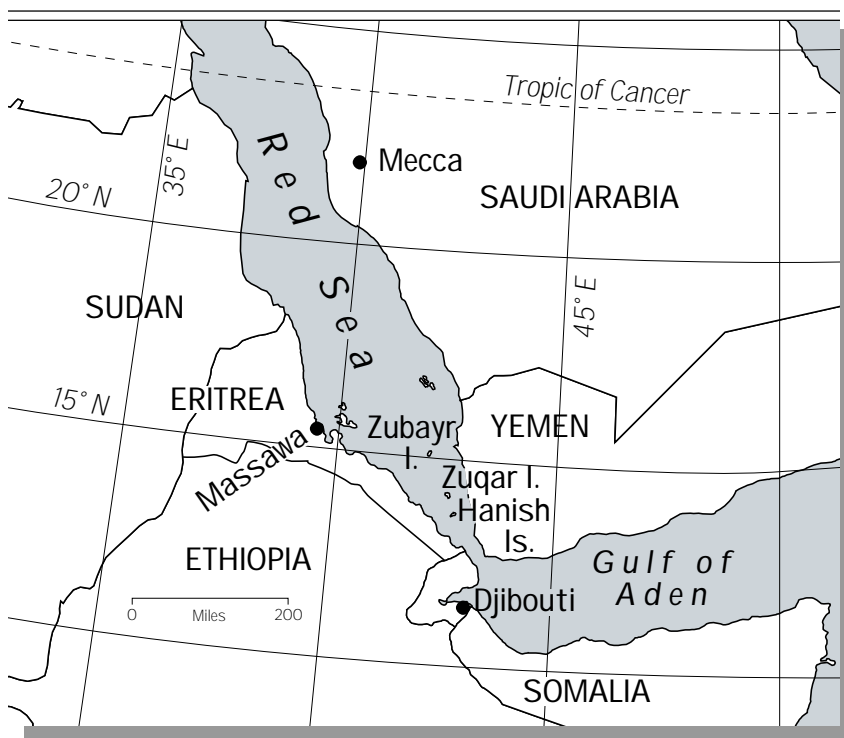 Tropic of Cancer
Red Sea
Mecca
35° E
20° N
SAUDI ARABIA
SUDAN
45° E
15° N
ERITREA
Massawa
Zubayr
I.
YEMEN
Zuqar I.
Hanish
Is.
ETHIOPIA
Gulf of
Aden
Djibouti
0 Miles 200
SOMALIA